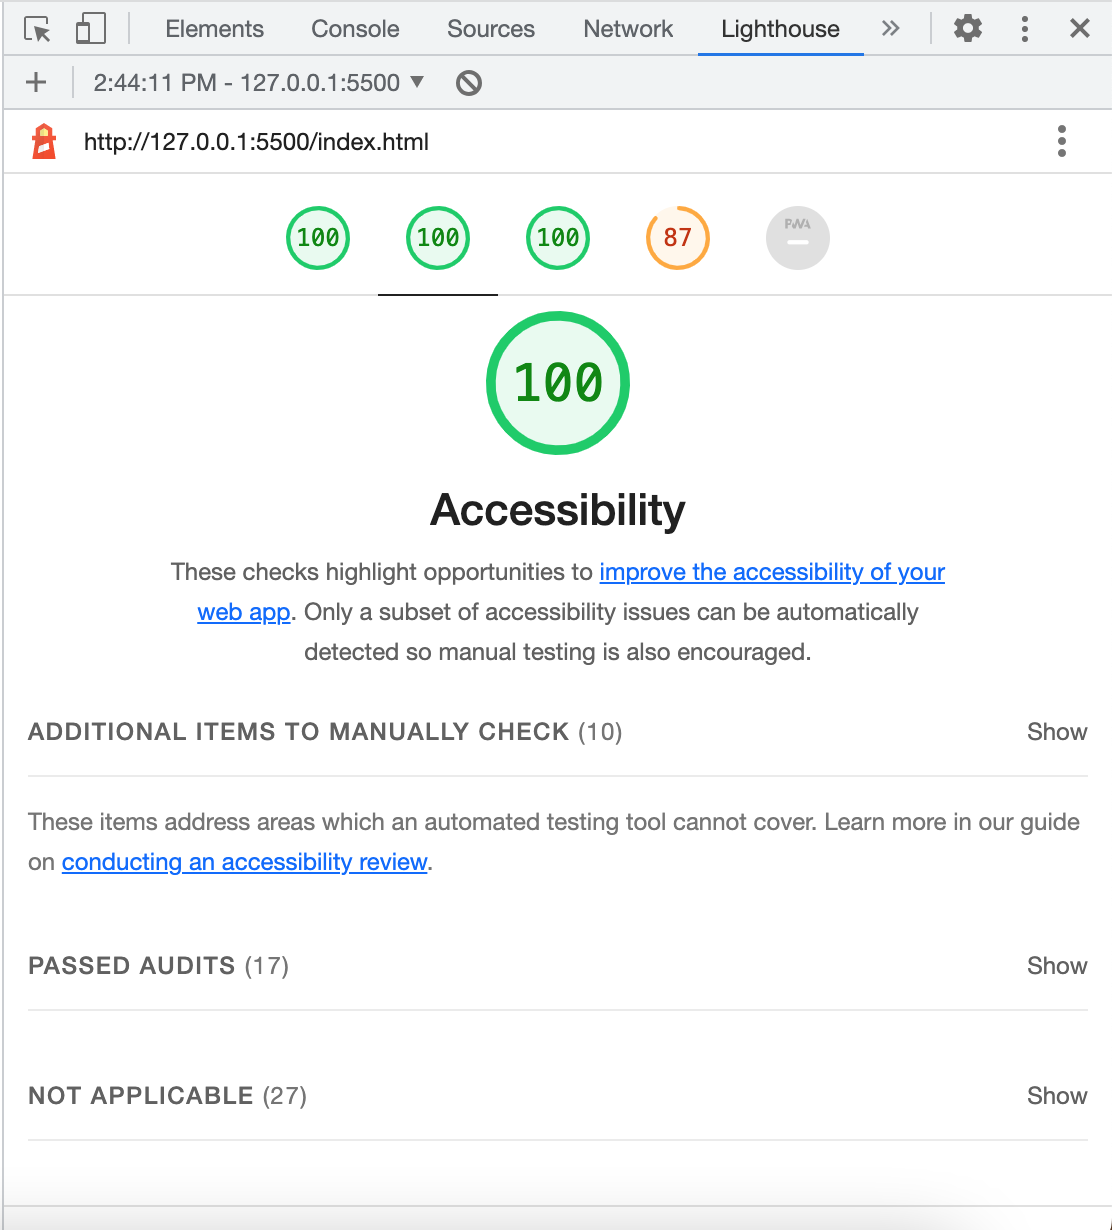 Elements Console Sources Network Lighthouse
2:44:11 PM - 127.0.0.1:5500
http://127.0.0.1:5500/index.html
100 100 100 87 PWA
100
Accessibility
These checks highlight opportunities to improve the accessibility of your
web app. Only a subset of accessibility issues can be automatically
detected so manual testing is also encouraged.
ADDITIONAL ITEMS TO MANUALLY CHECK (10) Show
These items address areas which an automated testing tool cannot cover. Learn more in our guide
on conducting an accessibility review.
PASSED AUDITS (17) Show
NOT APPLICABLE (27) Show